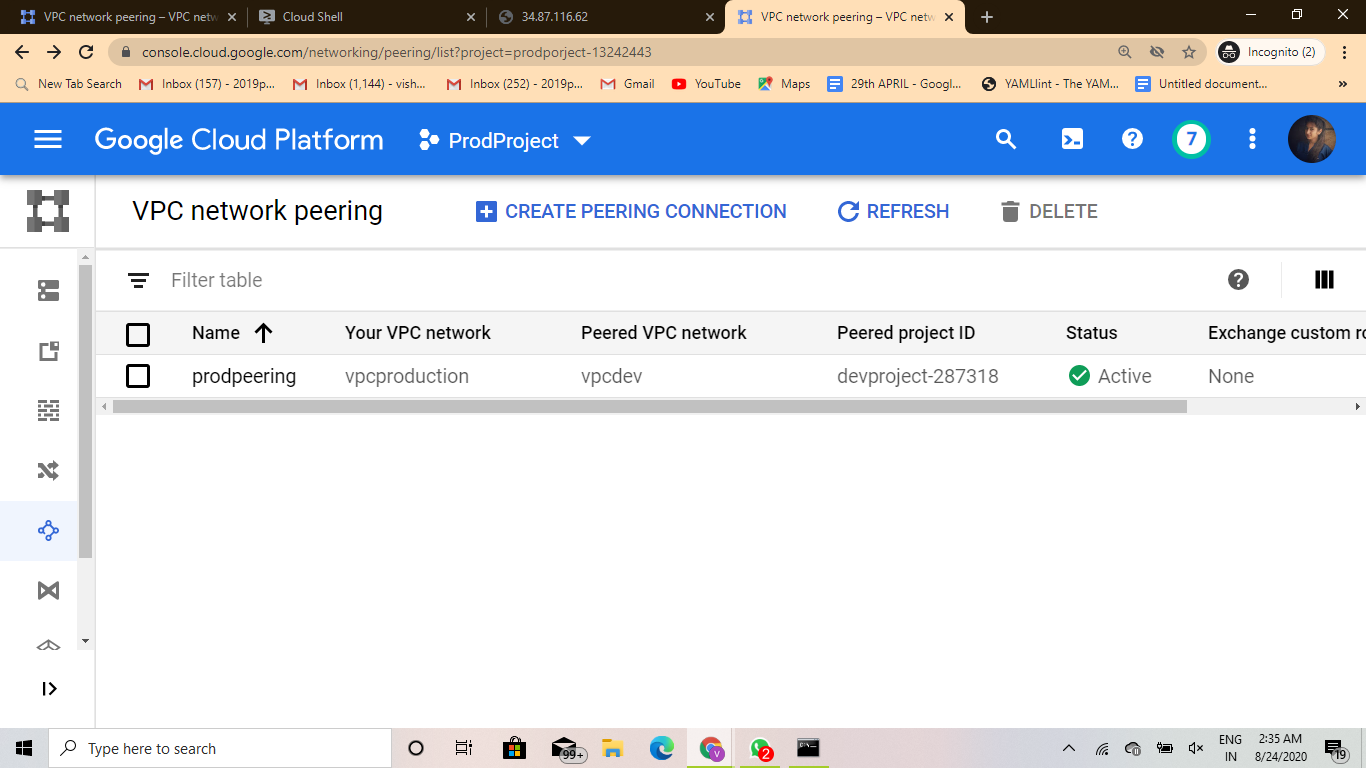 VPC network peering – VPC netw
Cloud Shell
34.87.116.62
VPC network peering – VPC netw
console.cloud.google.com/networking/peering/list?project=prodporject-13242443
Incognito (2)
New Tab Search
Inbox (157) - 2019p...
Inbox (1,144) - vish...
Inbox (252) - 2019p...
Gmail
YouTube
Maps
29th APRIL - Googl...
YAMLlint - The YAM...
Untitled document...
»
Google Cloud Platform
ProdProject
7
VPC network peering
CREATE PEERING CONNECTION
REFRESH
DELETE
Filter table
Name Your VPC network Peered VPC network Peered project ID Status Exchange custom ro
prodpeering vpcproduction vpcdev devproject-287318 Active None
Type here to search
99+
V
2
ENG
IN
2:35 AM
8/24/2020
19